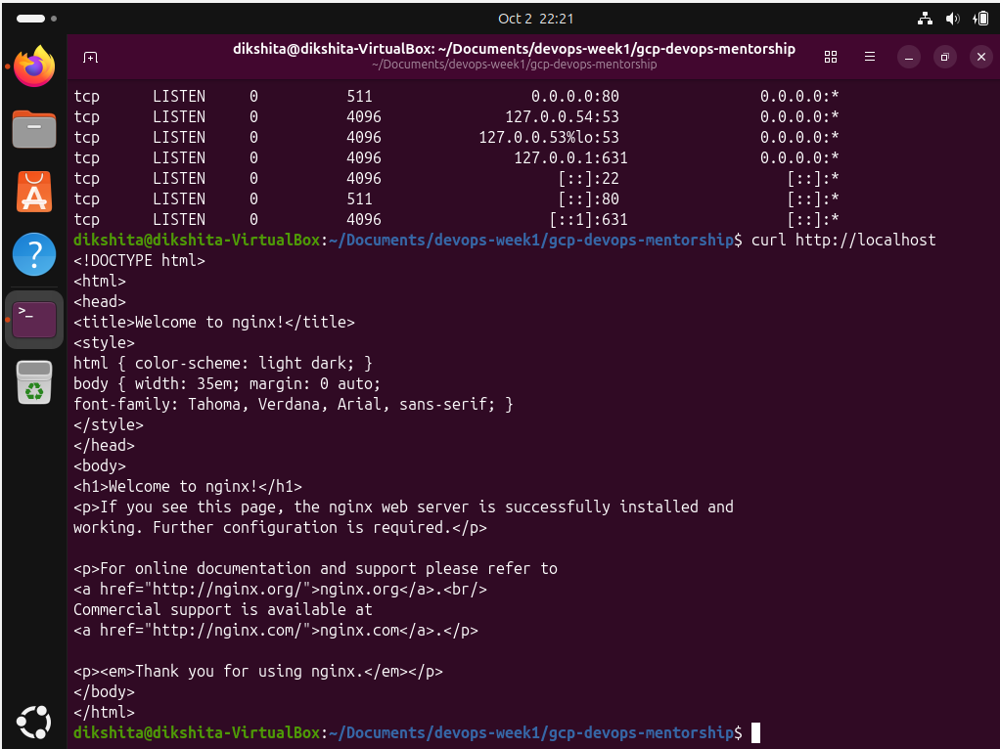 Oct 2 22:21
dikshita@dikshita-VirtualBox: ~/Documents/devops-week1/gcp-devops-mentorship
~/Documents/devops-week1/gcp-devops-mentorship
tcp LISTEN 0 511 0.0.0.0:80 0.0.0.0:*
tcp LISTEN 0 4096 127.0.0.54:53 0.0.0.0:*
tcp LISTEN 0 4096 127.0.0.53%lo:53 0.0.0.0:*
tcp LISTEN 0 4096 127.0.0.1:631 0.0.0.0:*
tcp LISTEN 0 4096 [::]:22 [::]:*
tcp LISTEN 0 511 [::]:80 [::]:*
tcp LISTEN 0 4096 [::1]:631 [::]:*
dikshita@dikshita-VirtualBox:~/Documents/devops-week1/gcp-devops-mentorship$ curl http://localhost
<!DOCTYPE html>
<html>
<head>
<title>Welcome to nginx!</title>
<style>
html { color-scheme: light dark; }
body { width: 35em; margin: 0 auto;
font-family: Tahoma, Verdana, Arial, sans-serif; }
</style>
</head>
<body>
<h1>Welcome to nginx!</h1>
<p>If you see this page, the nginx web server is successfully installed and
working. Further configuration is required.</p>

<p>For online documentation and support please refer to
<a href="http://nginx.org/">nginx.org</a>.<br/>
Commercial support is available at
<a href="http://nginx.com/">nginx.com</a>.</p>

<p><em>Thank you for using nginx.</em></p>
</body>
</html>
dikshita@dikshita-VirtualBox:~/Documents/devops-week1/gcp-devops-mentorship$